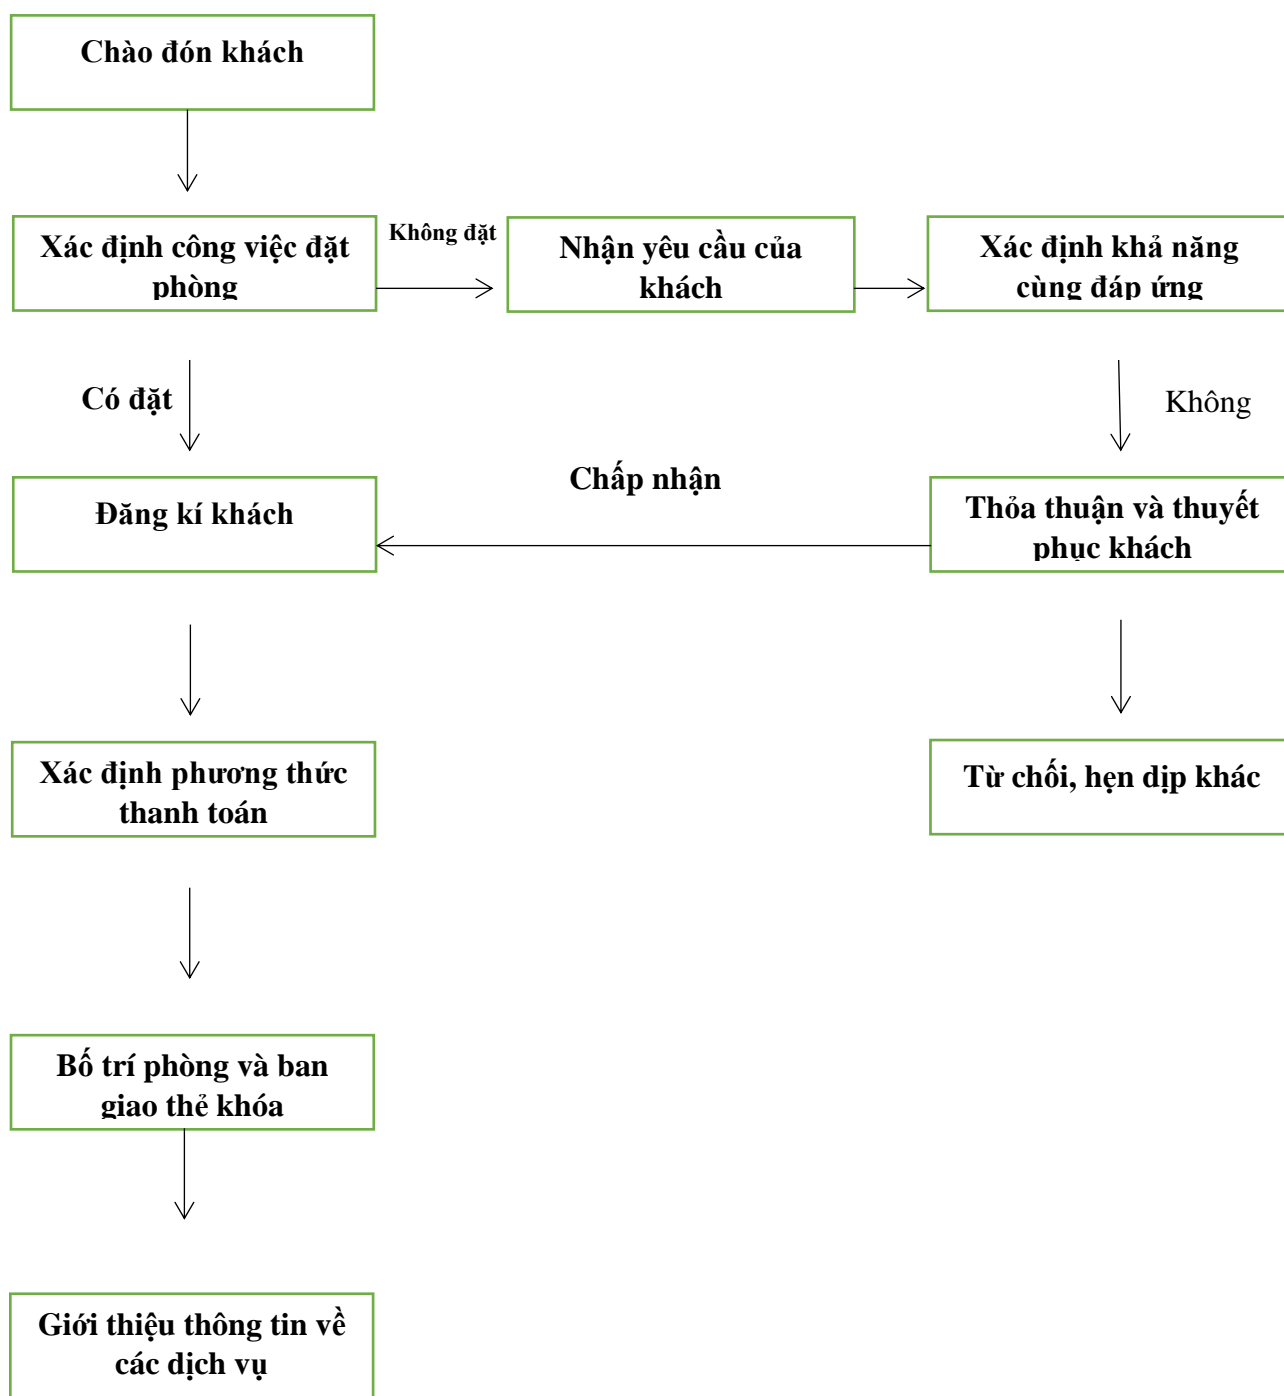 Chào đón khách
Xác định công việc đặt
phòng
Không đặt
Nhận yêu cầu của
khách
Xác định khả năng
cùng đáp ứng
Có đặt
Không
Đăng kí khách
Chấp nhận
Thỏa thuận và thuyết
phục khách
Xác định phương thức
thanh toán
Từ chối, hẹn dịp khác
Bố trí phòng và ban
giao thẻ khóa
Giới thiệu thông tin về
các dịch vụ